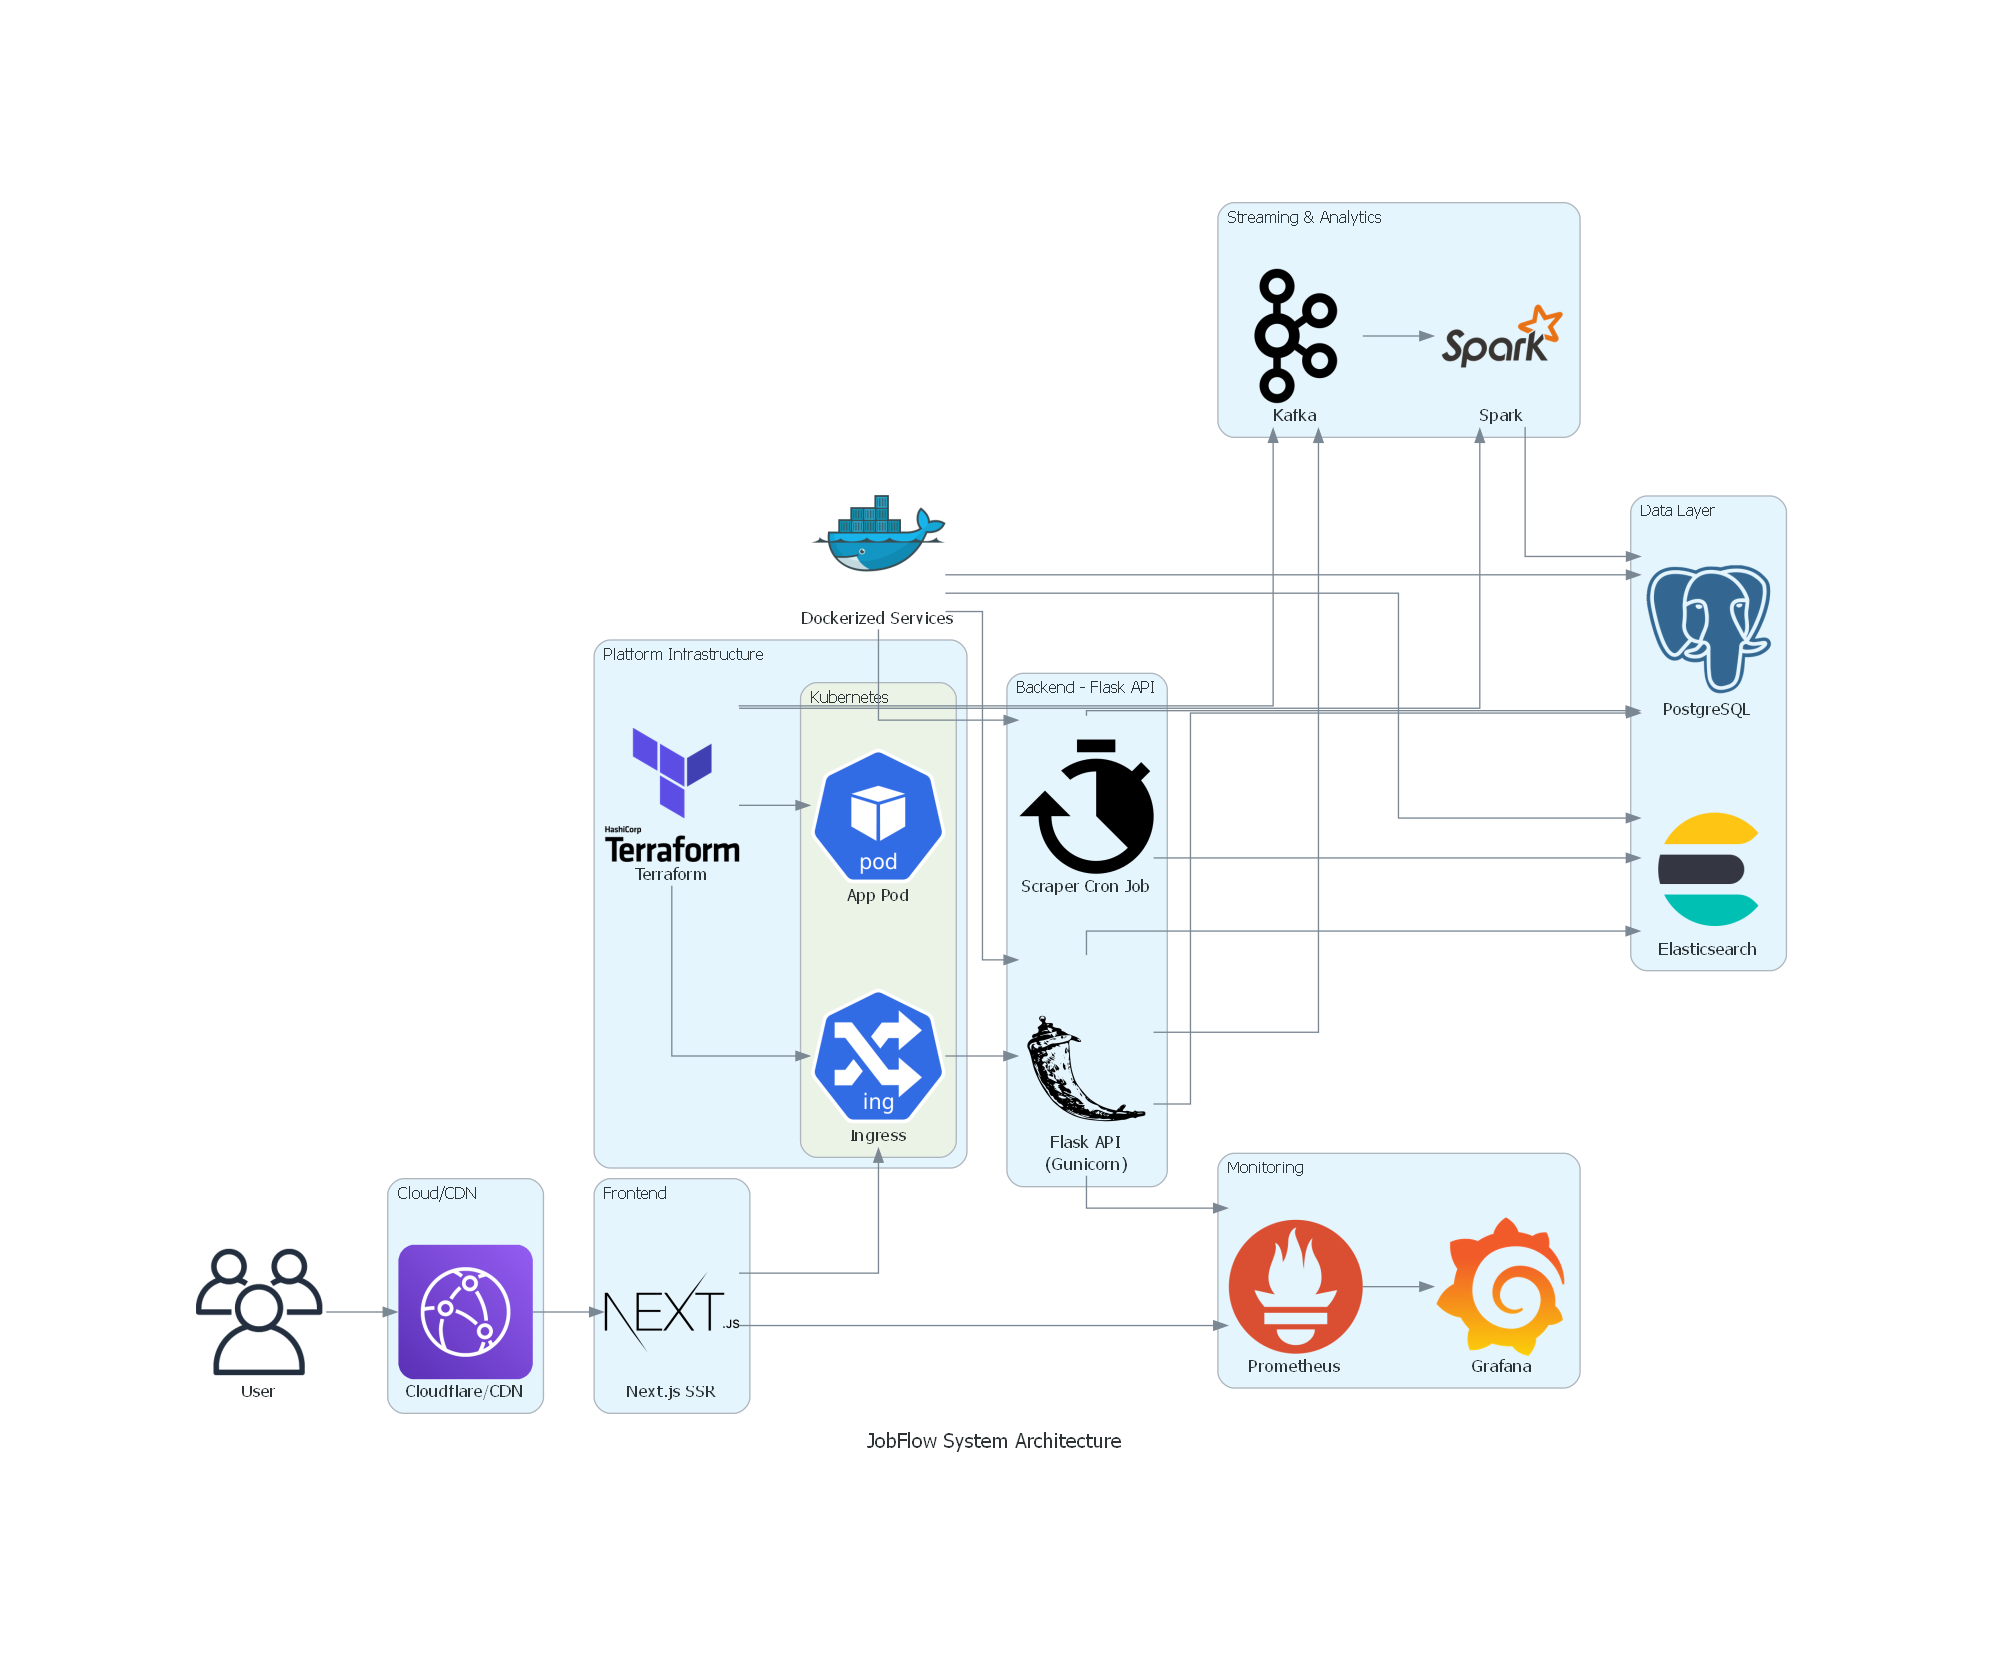 Streaming & Analytics
Spark
Kafka
Spark
Data Layer
Dockerized Services
Platform Infrastructure
Kubernetes
Backend - Flask API
PostgreSQL
HashiCorp
Terraform
Terraform
pod
App Pod
Scraper Cron Job
Elasticsearch
ing
Ingress
Flask API
(Gunicorn)
Monitoring
Cloud/CDN
Frontend
NEXT.JS
Prometheus
Grafana
User
Cloudflare/CDN
Next.js SSR
JobFlow System Architecture